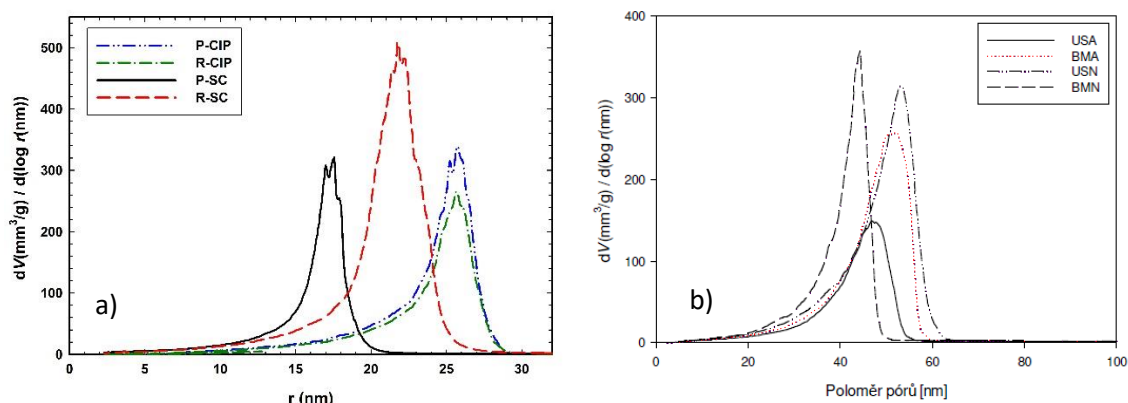 a)
dV(mm³/g) / d(log r(nm))
500
400
300
200
100
0
P-CIP
R-CIP
P-SC
R-SC
0 5 10 15 20 25 30
r (nm)
b)
dV(mm³/g) / d(log r(nm))
400
300
200
100
0
USA
BMA
USN
BMN
0 20 40 60 80 100
Poloměr pórů [nm]